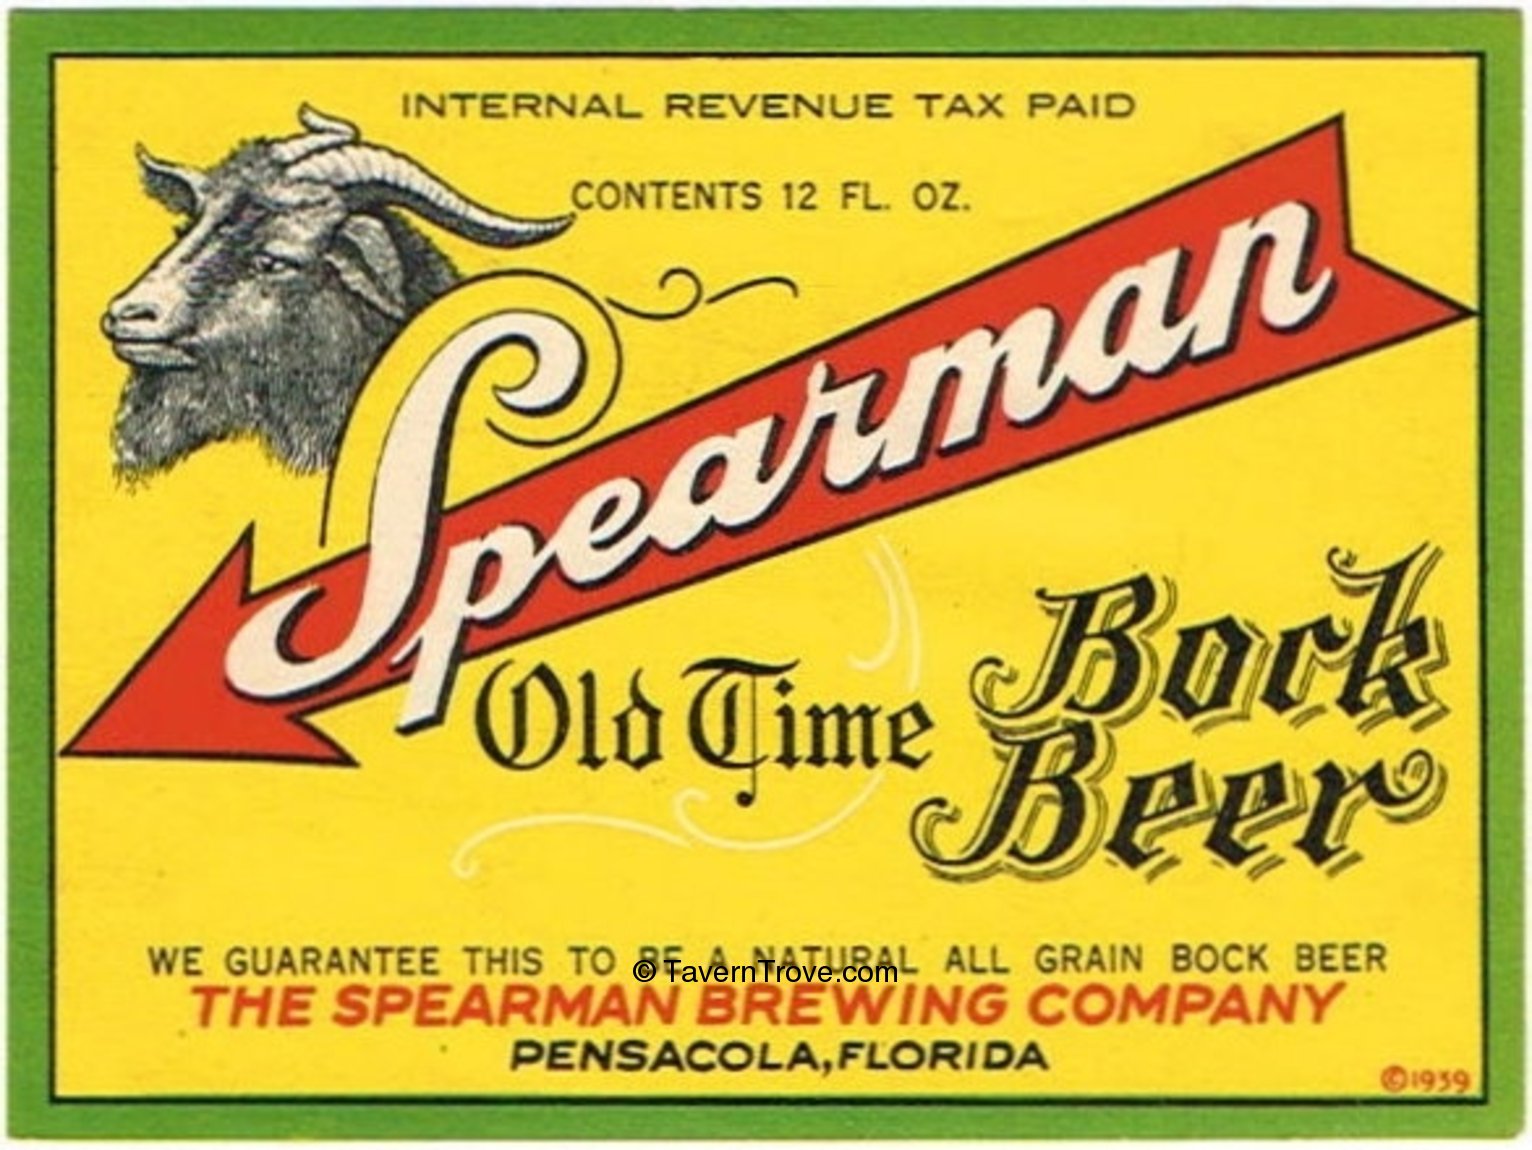 INTERNAL REVENUE TAX PAID
CONTENTS 12 FL. OZ.
Spearman
Old Time
Bock
Beer
WE GUARANTEE THIS TO BE A NATURAL ALL GRAIN BOCK BEER
© TavernTrove.com
THE SPEARMAN BREWING COMPANY
PENSACOLA, FLORIDA
©1939